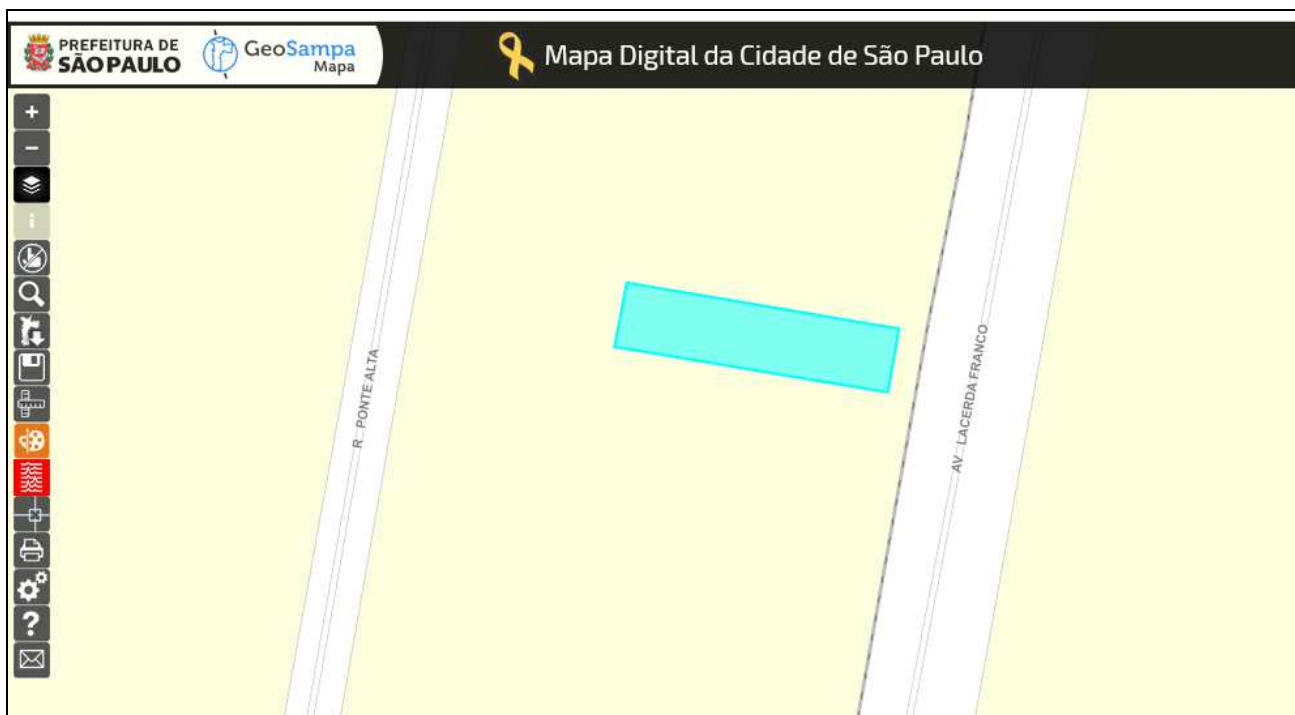 PREFEITURA DE
SÃO PAULO
GeoSampa
Mapa
Mapa Digital da Cidade de São Paulo
+
−
i
R PONTE ALTA
AV LACERDA FRANCO
?